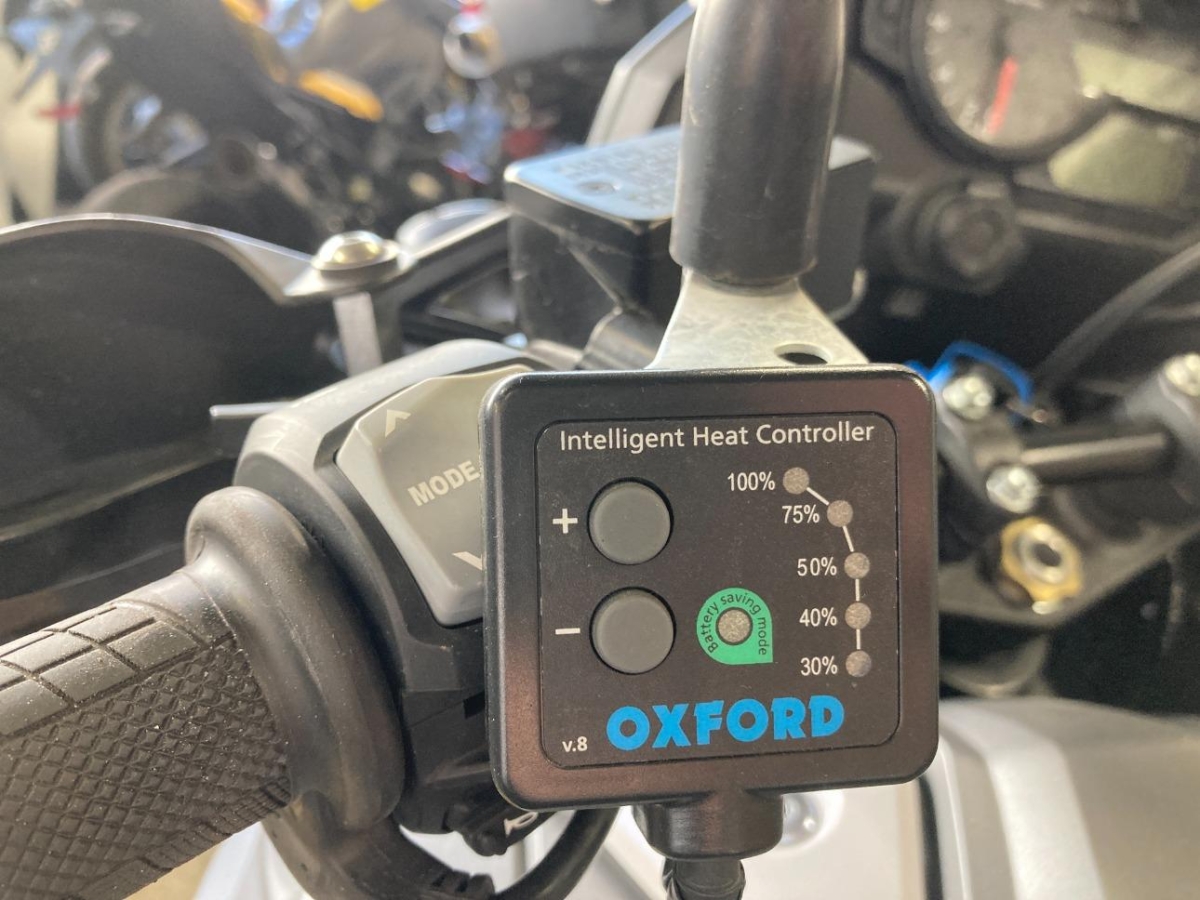 Intelligent Heat Controller
100%
75%
+
50%
40%
−
Battery saving mode
30%
OXFORD
v.8
MODE